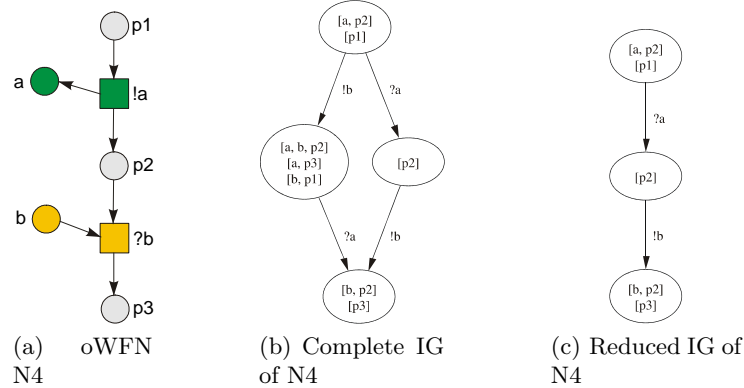 p1
a
!a
p2
b
?b
p3
(a) oWFN
N4
[a, p2]
[p1]
!b
?a
[a, b, p2]
[a, p3]
[b, p1]
[p2]
?a
!b
[b, p2]
[p3]
(b) Complete IG
of N4
[a, p2]
[p1]
?a
[p2]
!b
[b, p2]
[p3]
(c) Reduced IG of
N4